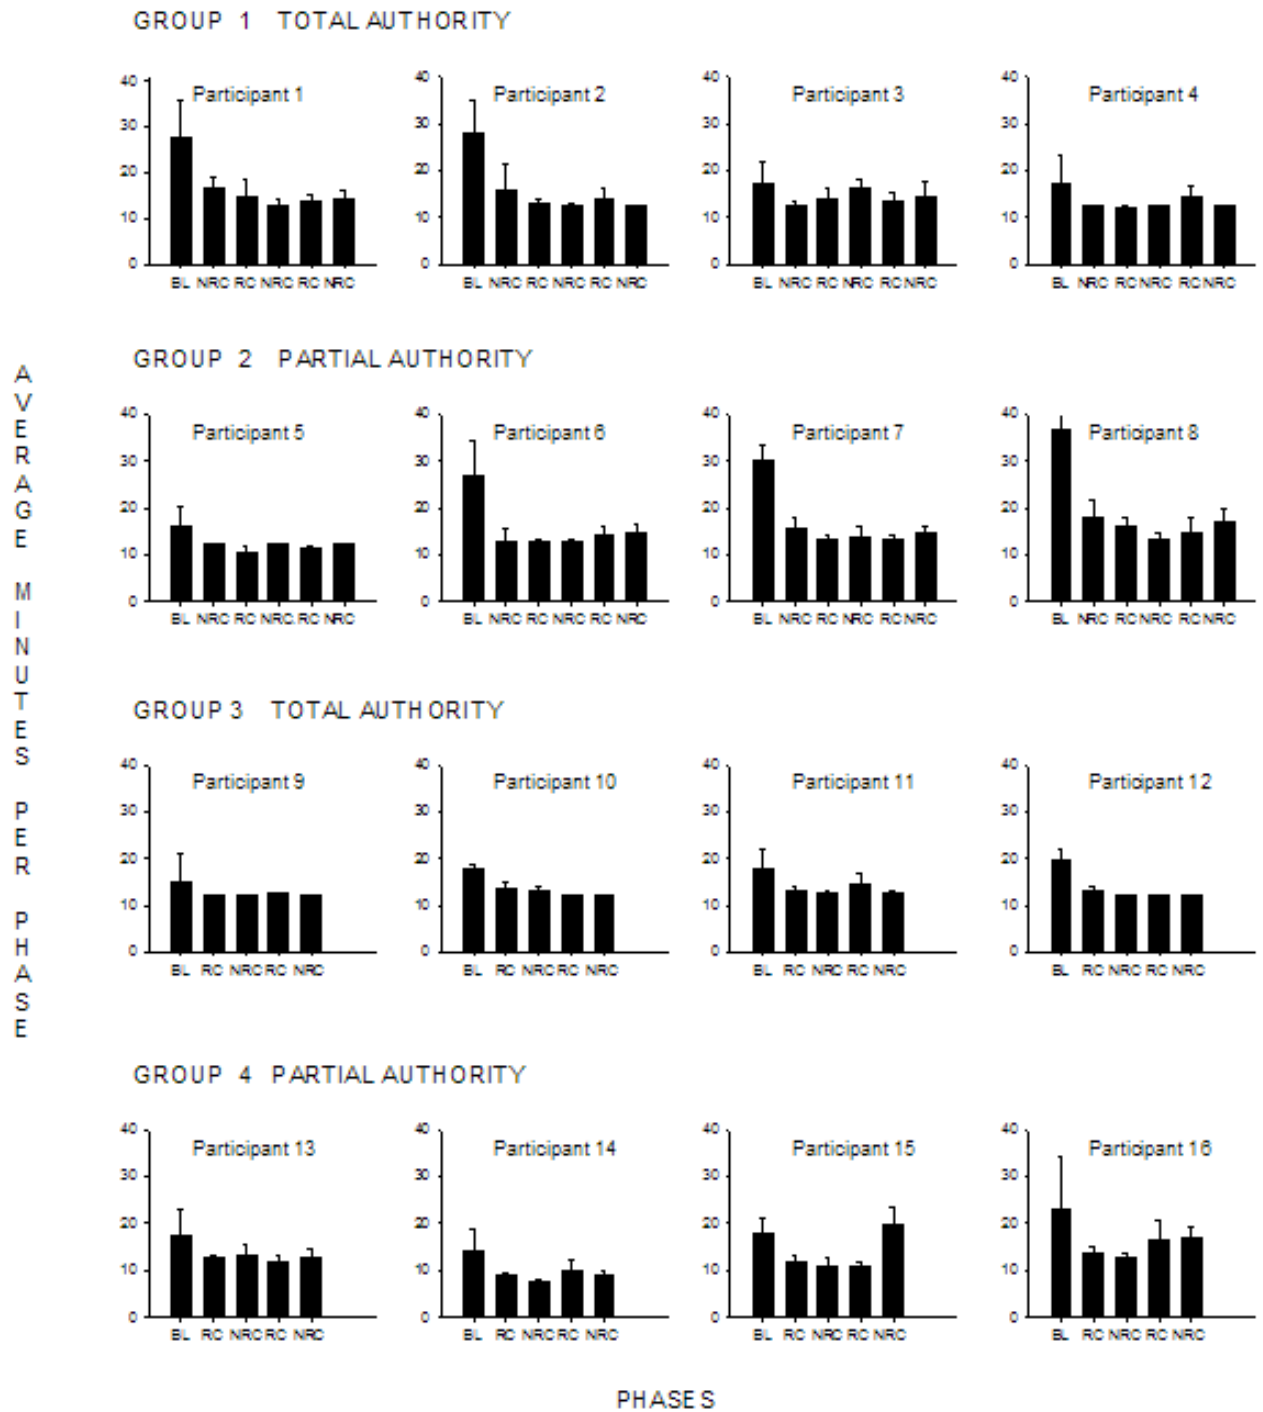 GROUP 1 TOTAL AUTHORITY
Participant 1
40
30
20
10
0
BL NRC RC NRC RC NRC
Participant 2
40
30
20
10
0
BL NRC RC NRC RC NRC
Participant 3
40
30
20
10
0
BL NRC RC NRC RC NRC
Participant 4
40
30
20
10
0
BL NRC RC NRC RC NRC
GROUP 2 PARTIAL AUTHORITY
Participant 5
40
30
20
10
0
BL NRC RC NRC RC NRC
Participant 6
40
30
20
10
0
BL NRC RC NRC RC NRC
Participant 7
40
30
20
10
0
BL NRC RC NRC RC NRC
Participant 8
40
30
20
10
0
BL NRC RC NRC RC NRC
AVERAGE MINUTES PER PHASE
GROUP 3 TOTAL AUTHORITY
Participant 9
40
30
20
10
0
BL RC NRC RC NRC
Participant 10
40
30
20
10
0
BL RC NRC RC NRC
Participant 11
40
30
20
10
0
BL RC NRC RC NRC
Participant 12
40
30
20
10
0
BL RC NRC RC NRC
GROUP 4 PARTIAL AUTHORITY
Participant 13
40
30
20
10
0
BL RC NRC RC NRC
Participant 14
40
30
20
10
0
BL RC NRC RC NRC
Participant 15
40
30
20
10
0
BL RC NRC RC NRC
Participant 16
40
30
20
10
0
BL RC NRC RC NRC
PHASES